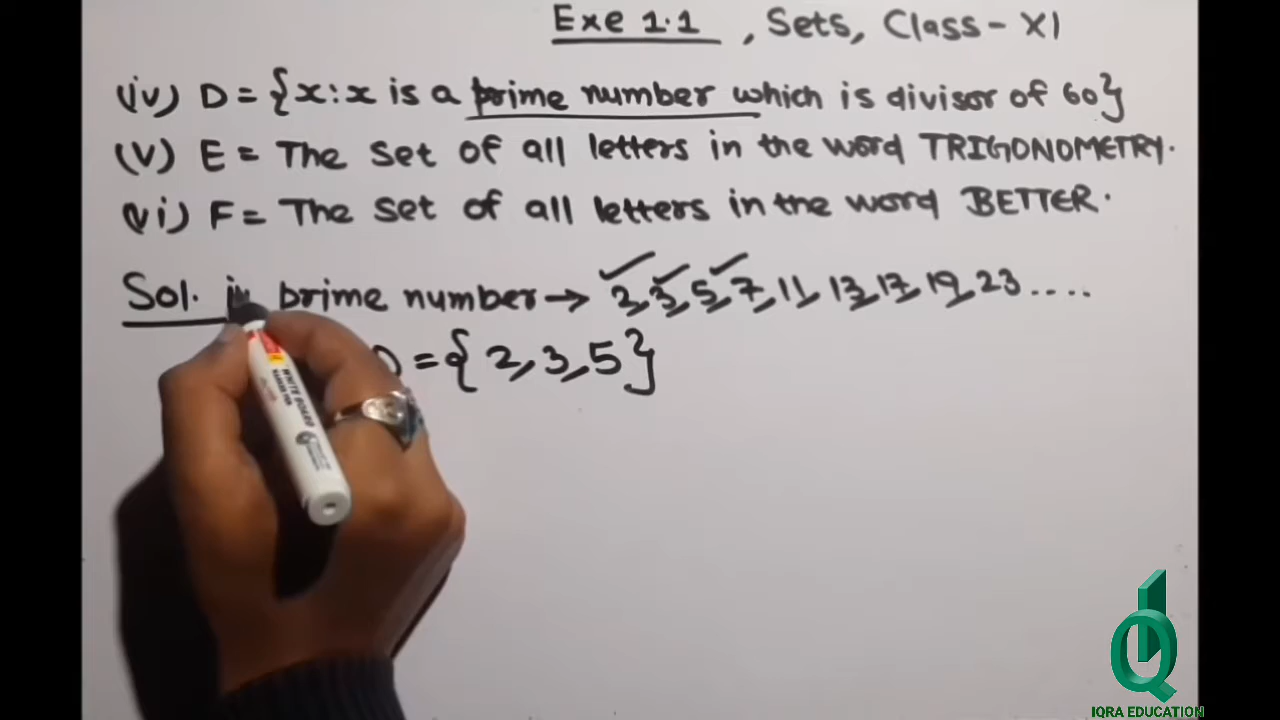 Exe 1.1 , Sets, Class - XI
(iv) D = {x : x is a prime number which is divisor of 60}
(v) E = The set of all letters in the word TRIGONOMETRY.
(vi) F = The set of all letters in the word BETTER.
Sol. prime number → 2, 3, 5, 7, 11, 13, 17, 19, 23 ....
D = {2, 3, 5}
WHITE BOARD
IQRA EDUCATION